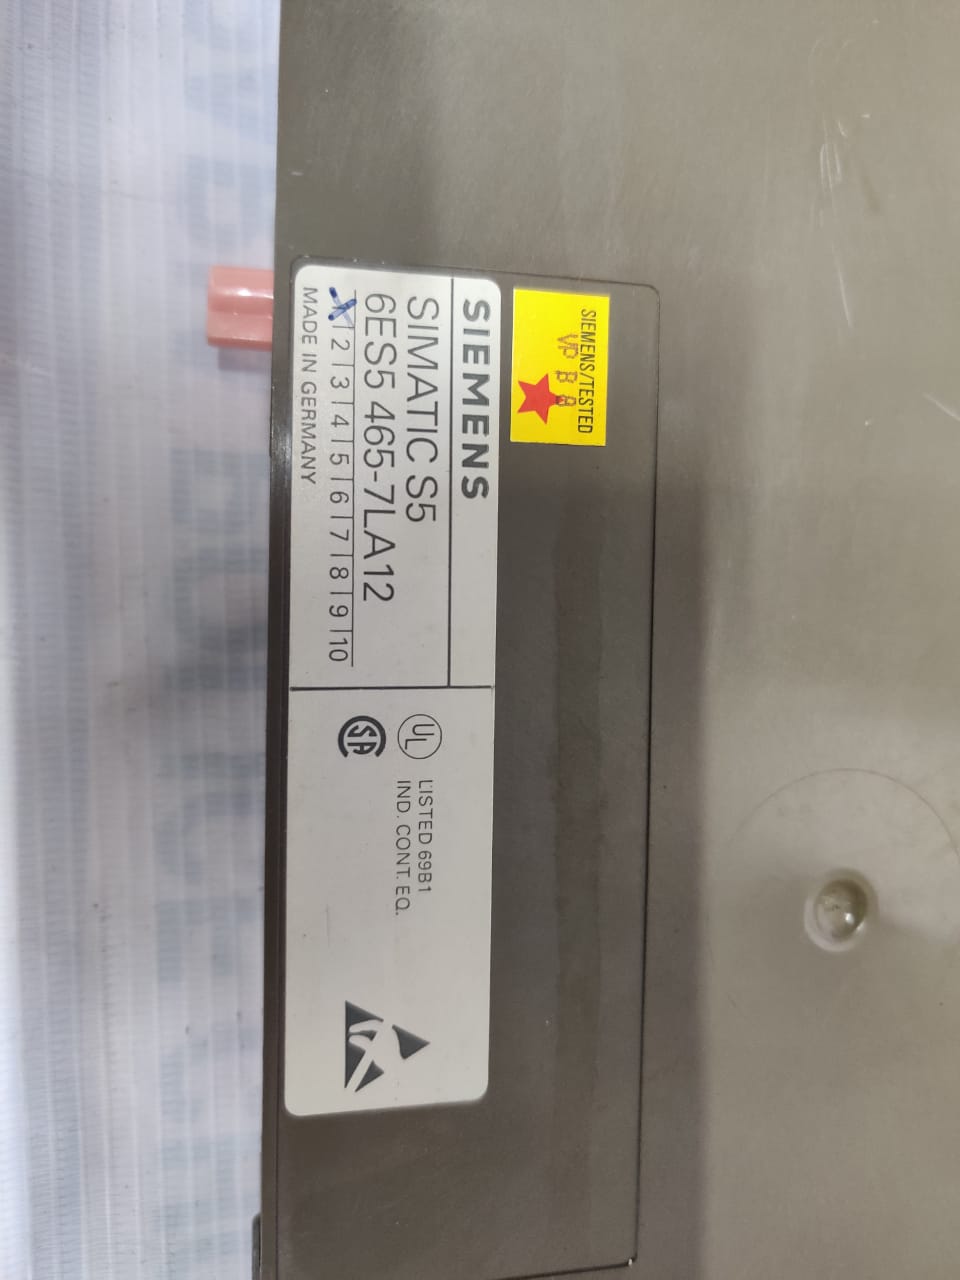 SIEMENS/TESTED
SIEMENS
SIMATIC S5
6ES5 465-7LA12
2 3 4 5 6 7 8 9 10
MADE IN GERMANY
UL LISTED 69B1
IND. CONT. EQ.
SA